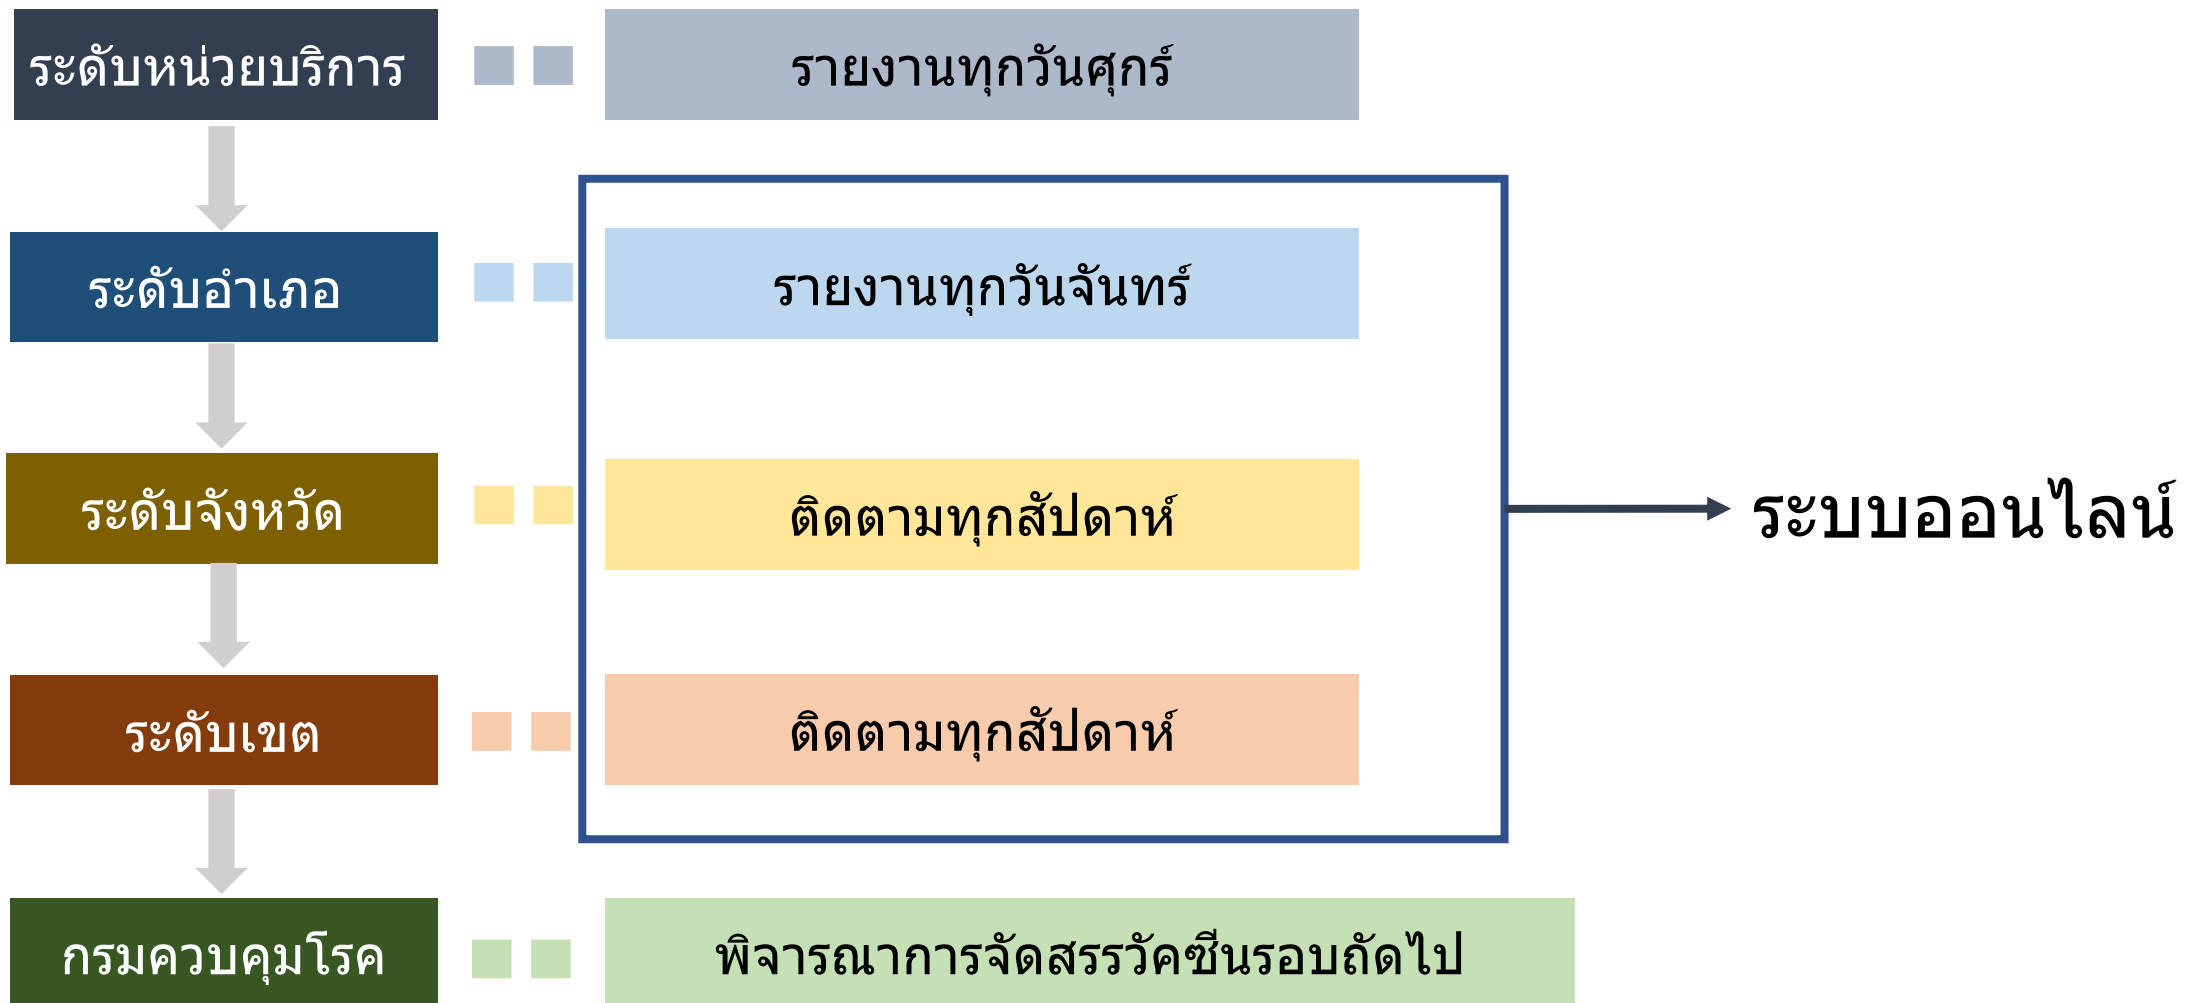 ระดับหน่วยบริการ
รายงานทุกวันศุกร์
ระดับอำเภอ
รายงานทุกวันจันทร์
ระดับจังหวัด
ติดตามทุกสัปดาห์
ระบบออนไลน์
ระดับเขต
ติดตามทุกสัปดาห์
กรมควบคุมโรค
พิจารณาการจัดสรรวัคซีนรอบถัดไป